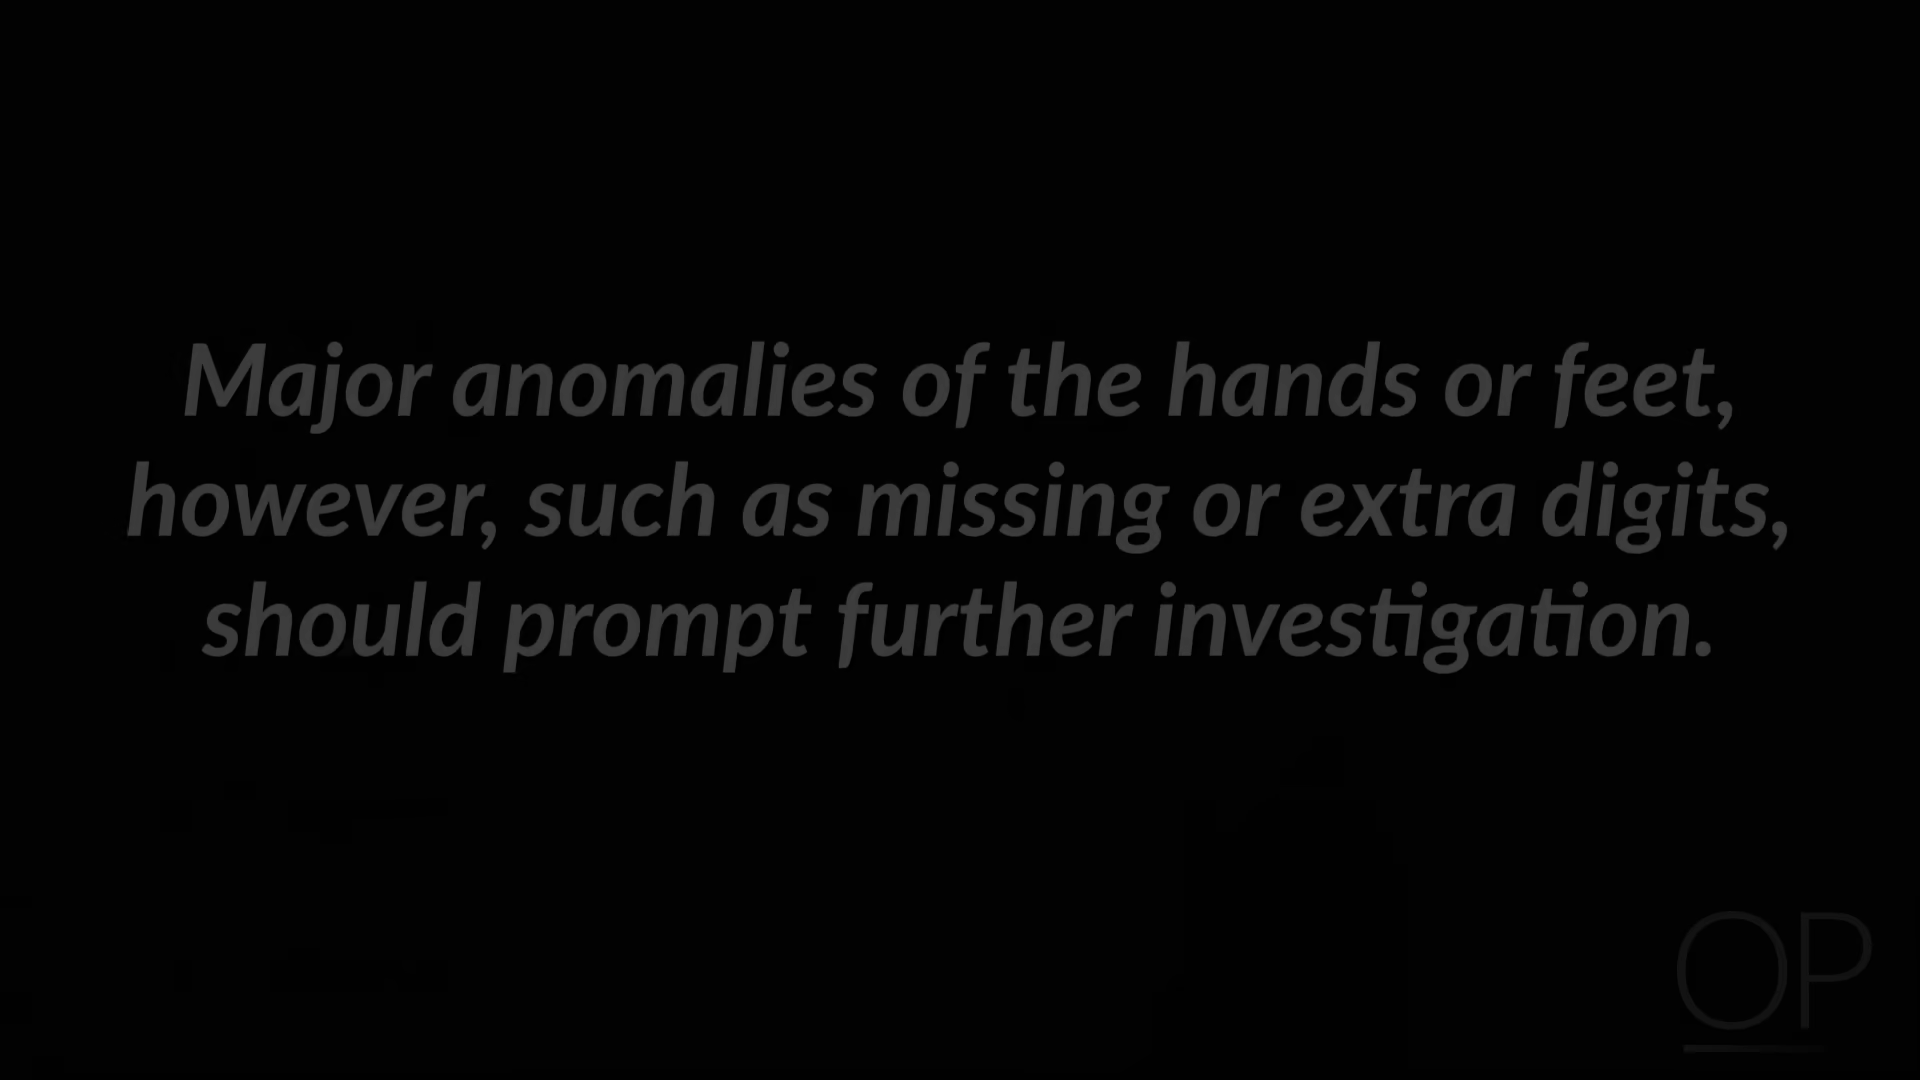 Major anomalies of the hands or feet,
however, such as missing or extra digits,
should prompt further investigation.
OP